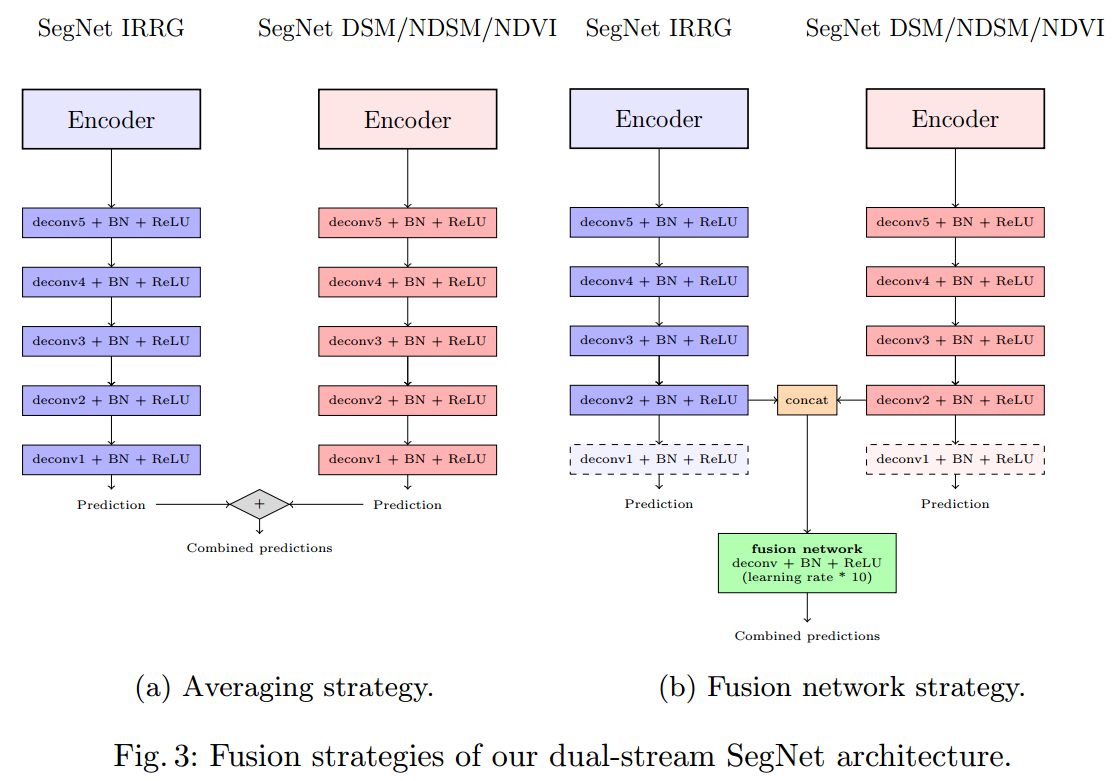 SegNet IRRG
SegNet DSM/NDSM/NDVI
Encoder
Encoder
deconv5 + BN + ReLU
deconv5 + BN + ReLU
deconv4 + BN + ReLU
deconv4 + BN + ReLU
deconv3 + BN + ReLU
deconv3 + BN + ReLU
deconv2 + BN + ReLU
deconv2 + BN + ReLU
deconv1 + BN + ReLU
deconv1 + BN + ReLU
Prediction
+
Prediction
Combined predictions
(a) Averaging strategy.
SegNet IRRG
SegNet DSM/NDSM/NDVI
Encoder
Encoder
deconv5 + BN + ReLU
deconv5 + BN + ReLU
deconv4 + BN + ReLU
deconv4 + BN + ReLU
deconv3 + BN + ReLU
deconv3 + BN + ReLU
deconv2 + BN + ReLU
concat
deconv2 + BN + ReLU
deconv1 + BN + ReLU
deconv1 + BN + ReLU
Prediction
Prediction
fusion network
deconv + BN + ReLU
(learning rate * 10)
Combined predictions
(b) Fusion network strategy.
Fig. 3: Fusion strategies of our dual-stream SegNet architecture.